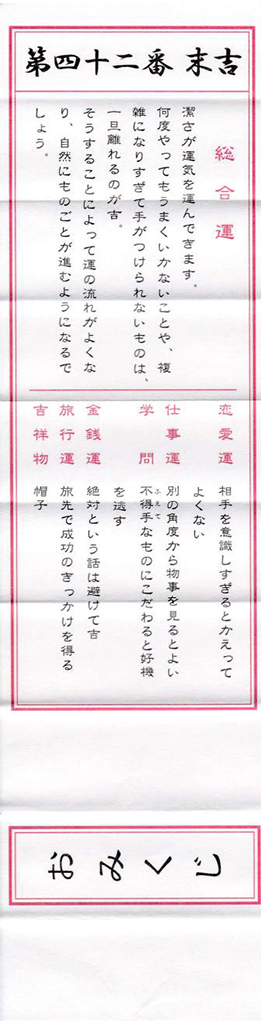 第四十二番 末吉
総合運
潔さが運気を運んできます。
何度やってもうまくいかないことや、複
雑になりすぎて手がつけられないものは、
一旦離れるのが吉。
そうすることによって運の流れがよくな
り、自然にものごとが進むようになるで
しょう。
恋愛運
相手を意識しすぎるとかえって
よくない
仕事運
別の角度から物事を見るとよい
学問
不得手なものにこだわると好機
ふえて
を逃す
金銭運
絶対という話は避けて吉
旅行運
旅先で成功のきっかけを得る
吉祥物
帽子
おみくじ